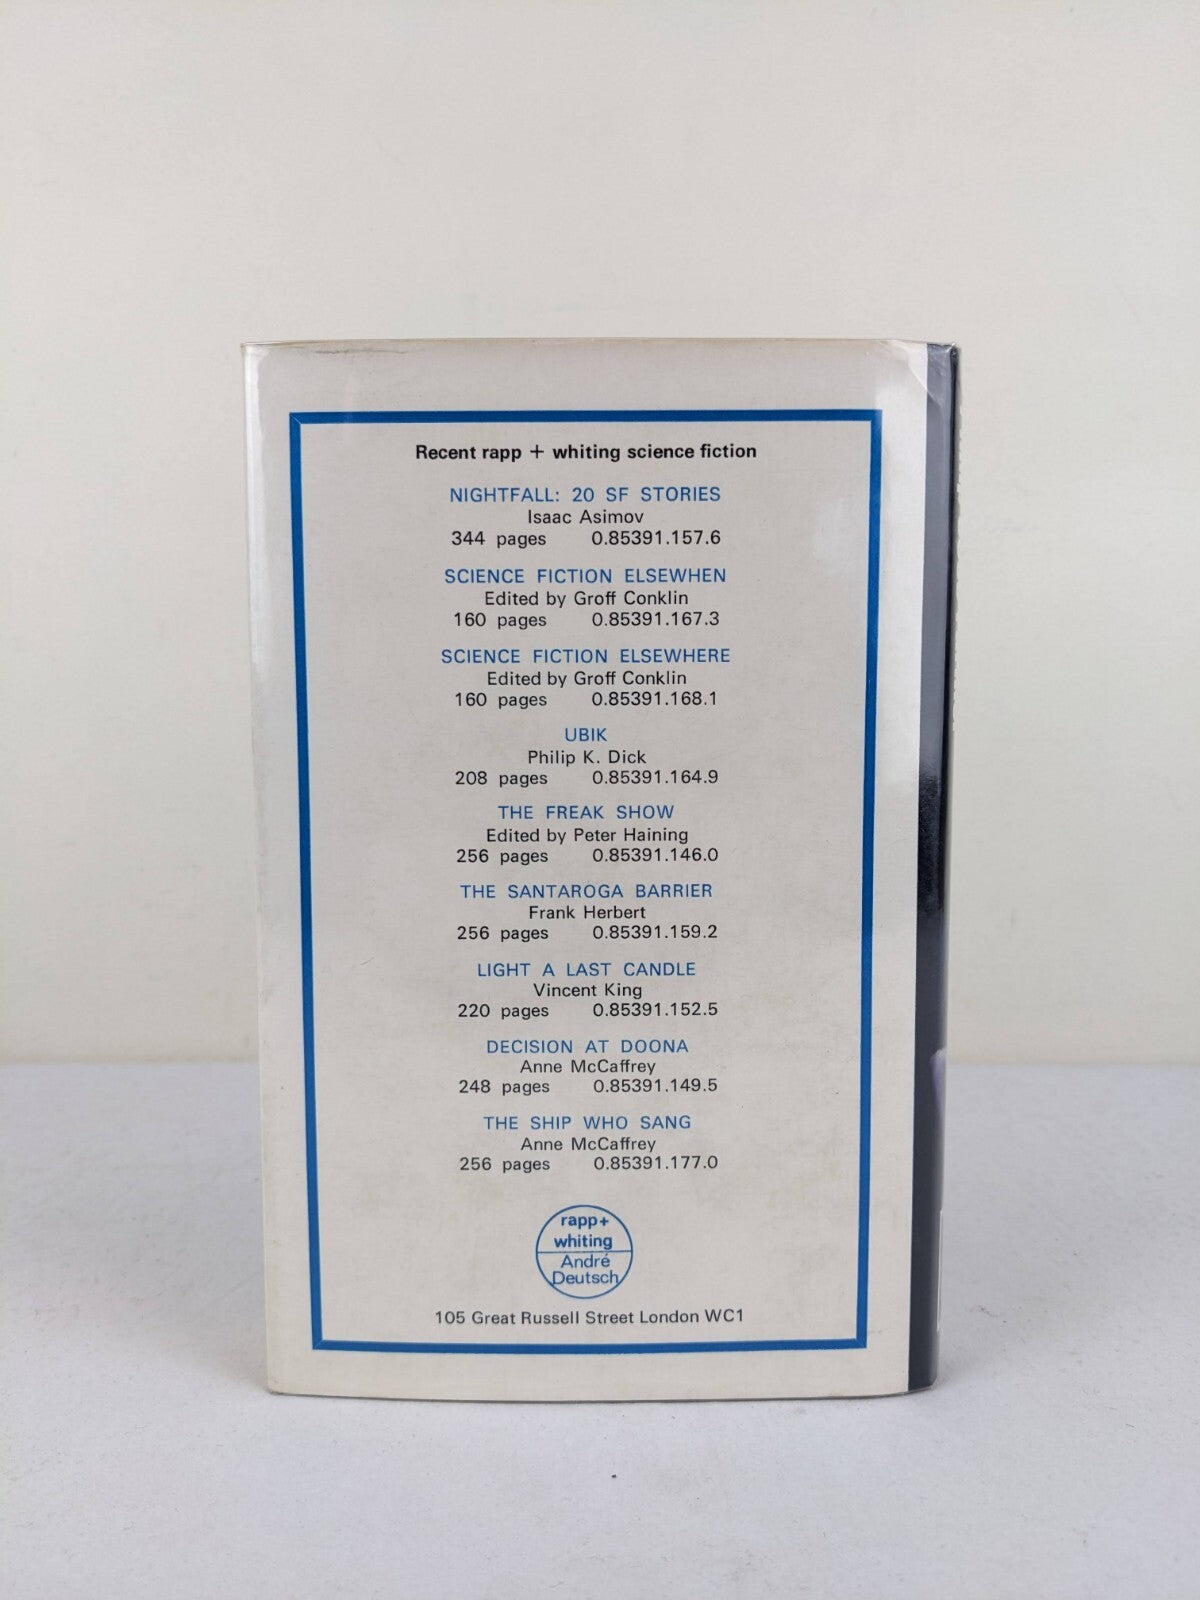 Recent rapp + whiting science fiction
NIGHTFALL: 20 SF STORIES
Isaac Asimov
344 pages 0.85391.157.6
SCIENCE FICTION ELSEWHEN
Edited by Groff Conklin
160 pages 0.85391.167.3
SCIENCE FICTION ELSEWHERE
Edited by Groff Conklin
160 pages 0.85391.168.1
UBIK
Philip K. Dick
208 pages 0.85391.164.9
THE FREAK SHOW
Edited by Peter Haining
256 pages 0.85391.146.0
THE SANTAROGA BARRIER
Frank Herbert
256 pages 0.85391.159.2
LIGHT A LAST CANDLE
Vincent King
220 pages 0.85391.152.5
DECISION AT DOONA
Anne McCaffrey
248 pages 0.85391.149.5
THE SHIP WHO SANG
Anne McCaffrey
256 pages 0.85391.177.0
rapp+
whiting
André
Deutsch
105 Great Russell Street London WC1